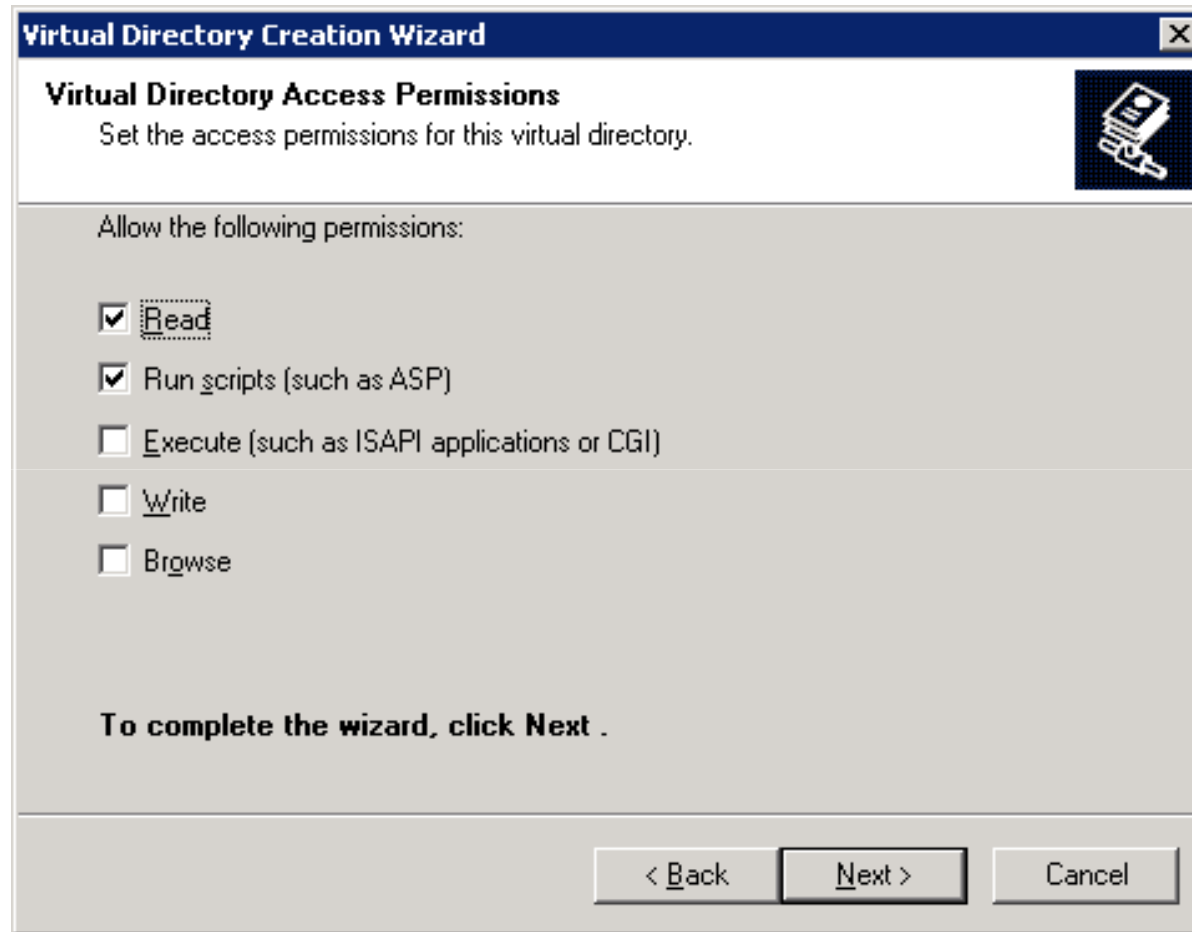 Virtual Directory Creation Wizard
Virtual Directory Access Permissions
Set the access permissions for this virtual directory.
Allow the following permissions:
Read
Run scripts (such as ASP)
Execute (such as ISAPI applications or CGI)
Write
Browse
To complete the wizard, click Next .
< Back Next > Cancel